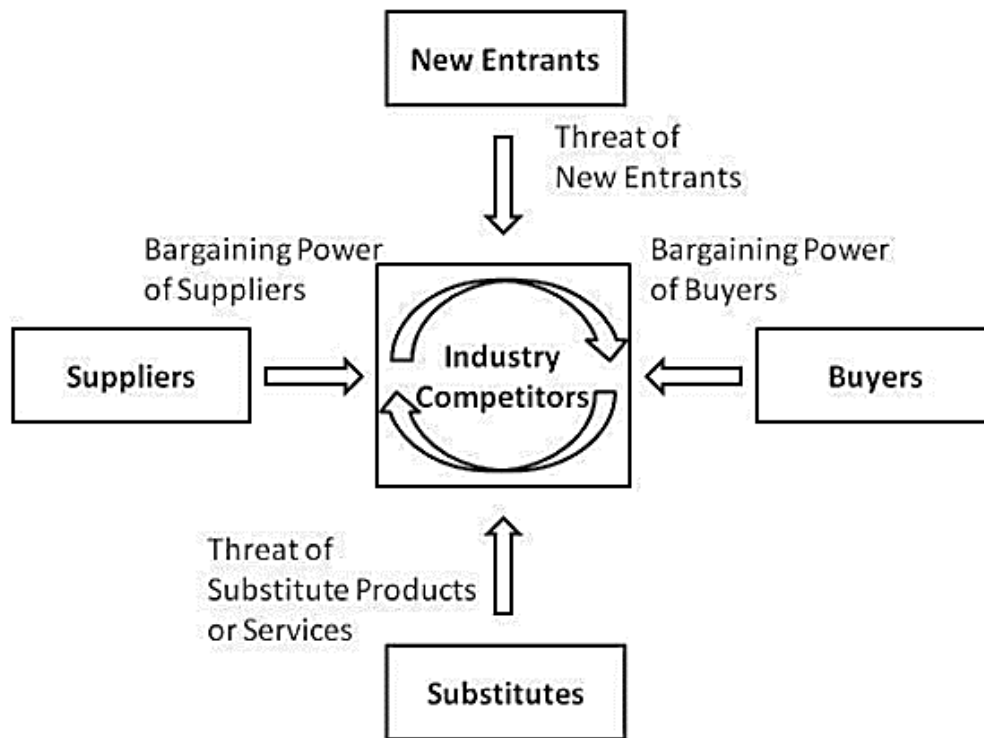 New Entrants
Threat of
New Entrants
Bargaining Power
of Suppliers
Bargaining Power
of Buyers
Suppliers
Industry
Competitors
Buyers
Threat of
Substitute Products
or Services
Substitutes